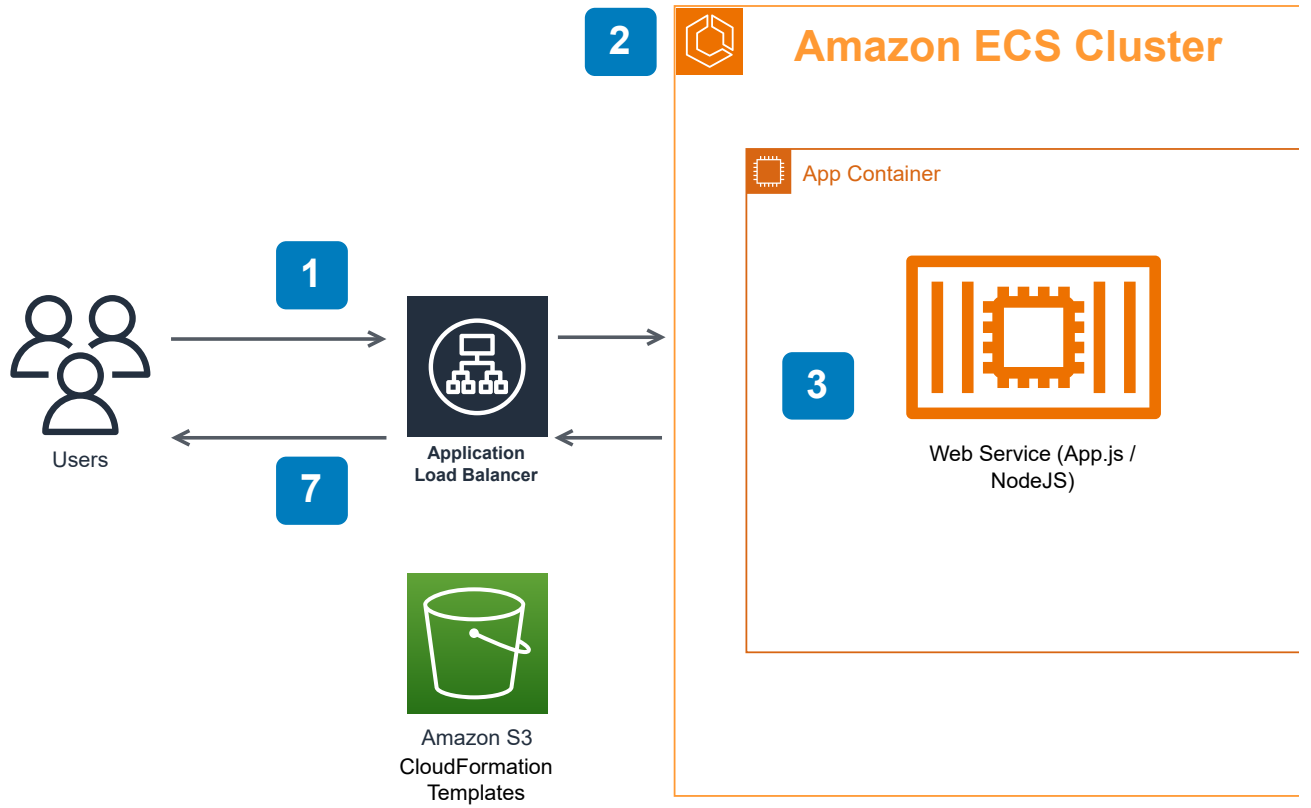 2
Amazon ECS Cluster
App Container
1
3
Users
Application
Load Balancer
Web Service (App.js /
NodeJS)
7
Amazon S3
CloudFormation
Templates